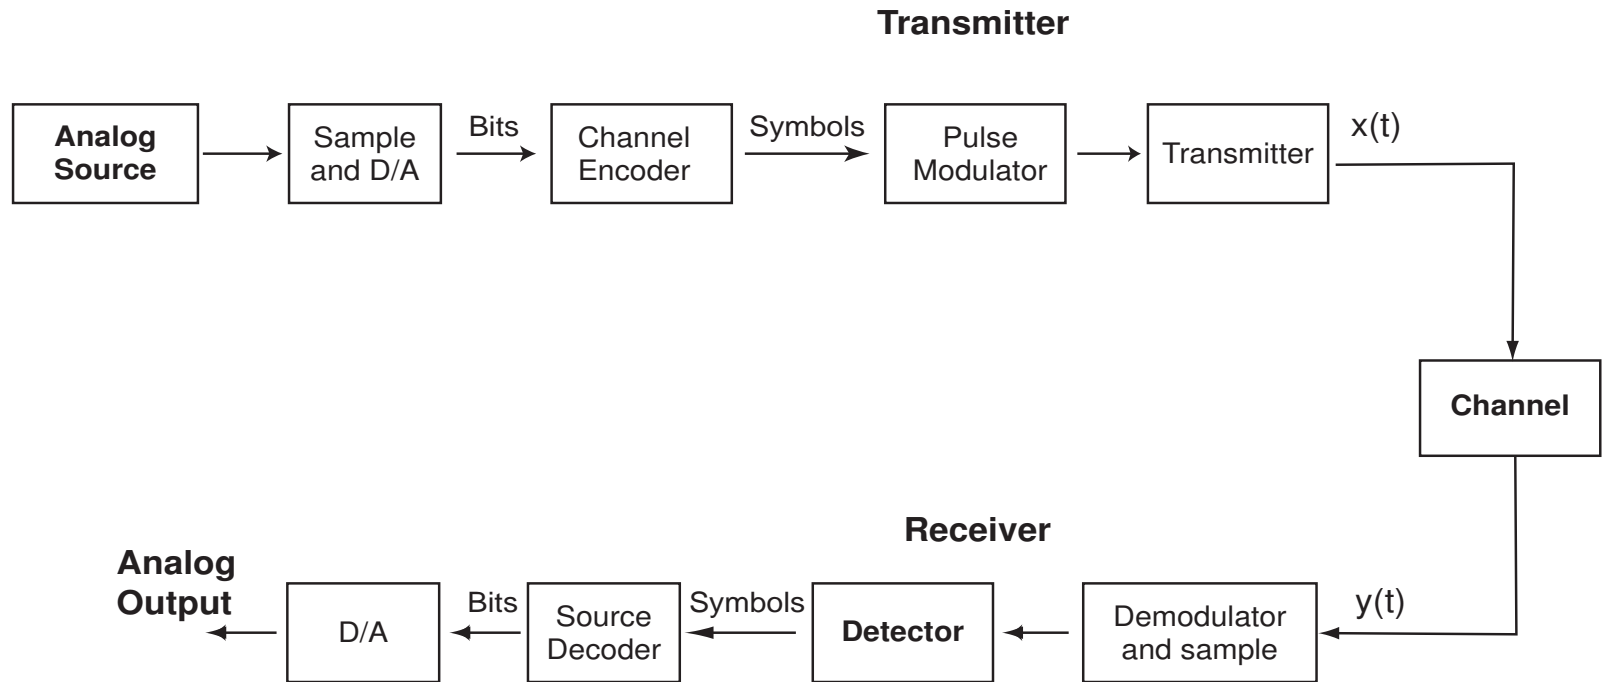 Transmitter
Analog
Source
Sample
and D/A
Bits
Channel
Encoder
Symbols
Pulse
Modulator
Transmitter
x(t)
Channel
Receiver
Analog
Output
D/A
Bits
Source
Decoder
Symbols
Detector
Demodulator
and sample
y(t)